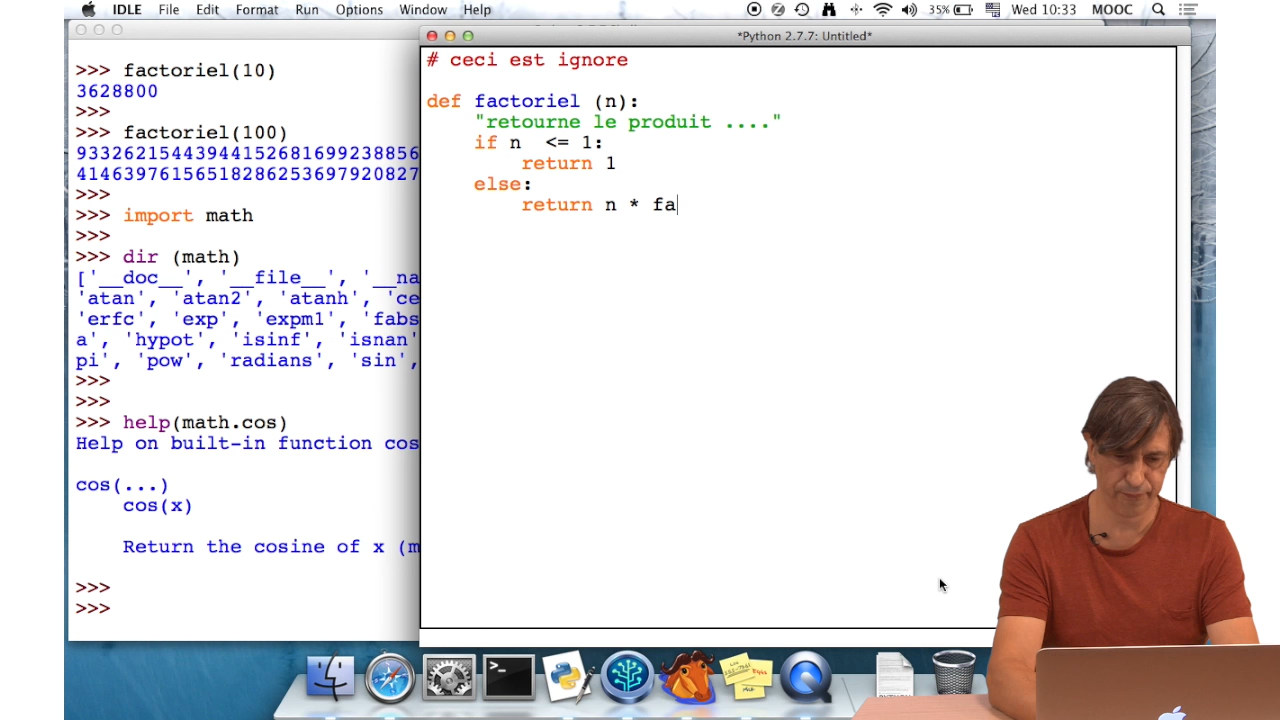 IDLE File Edit Format Run Options Window Help 35% Wed 10:33 MOOC
*Python 2.7.7: Untitled*
>>> factoriel(10)
3628800
>>>
>>> factoriel(100)
93326215443944152681699238856
41463976156518286253697920827
>>>
>>> import math
>>>
>>> dir (math)
['__doc__', '__file__', '__na
'atan', 'atan2', 'atanh', 'ce
'erfc', 'exp', 'expm1', 'fabs
a', 'hypot', 'isinf', 'isnan'
pi', 'pow', 'radians', 'sin',
>>>
>>>
>>> help(math.cos)
Help on built-in function cos
cos(...)
cos(x)
Return the cosine of x (m
>>>
>>>
# ceci est ignore
def factoriel (n):
"retourne le produit ...."
if n <= 1:
return 1
else:
return n * fa